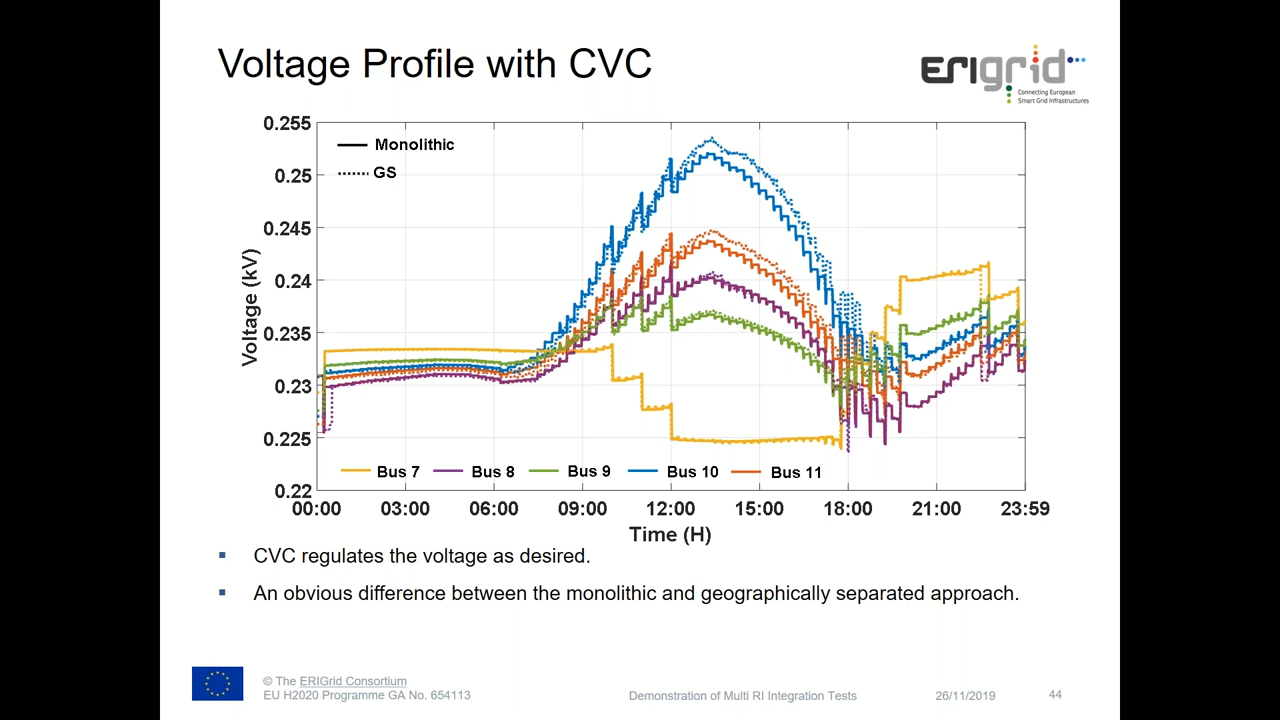 Voltage Profile with CVC
ERIgrid
Connecting European
Smart Grid Infrastructures
0.255
0.25
0.245
0.24
0.235
0.23
0.225
0.22
Voltage (kV)
Monolithic
GS
Bus 7 Bus 8 Bus 9 Bus 10 Bus 11
00:00 03:00 06:00 09:00 12:00 15:00 18:00 21:00 23:59
Time (H)
CVC regulates the voltage as desired.
An obvious difference between the monolithic and geographically separated approach.
© The ERIGrid Consortium
EU H2020 Programme GA No. 654113
Demonstration of Multi RI Integration Tests
26/11/2019
44